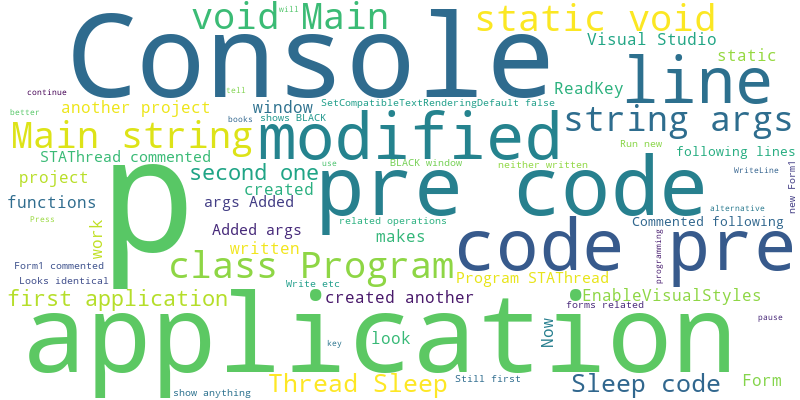 void Main
will
static void
Console
Visual Studio
static
line
tell
continue
ReadKey
another project
window
SetCompatibleTextRenderingDefault false
better
books
shows BLACK
string args
Main string
modified
Run new
STAThread commented
following lines
second one
use
BLACK window
neither written
WriteLine
new Form1
project
p
pre code
created
functions
args Added
alternative
Press
related operations
Commented following
work
Added args
makes
written
code pre
programming
Form1 commented
class Program
Looks identical
Program STAThread
Write etc
first application
created another
EnableVisualStyles
forms related
application
pause
Now
key
look
Thread Sleep
Still first
Sleep code
Form
show anything